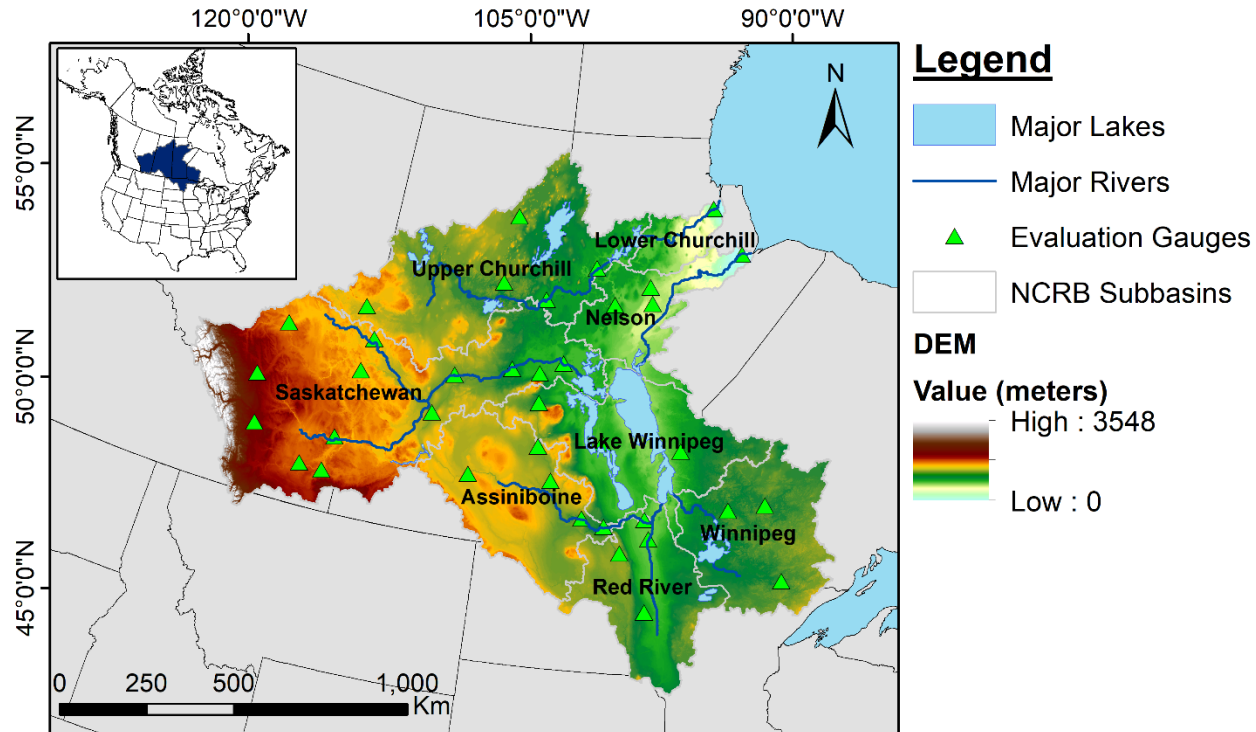 120°0'0"W
105°0'0"W
90°0'0"W
55°0'0"N
50°0'0"N
45°0'0"N
N
Lower Churchill
Upper Churchill
Nelson
Saskatchewan
Lake Winnipeg
Assiniboine
Winnipeg
Red River
0
250
500
1,000
Km
Legend
Major Lakes
Major Rivers
Evaluation Gauges
NCRB Subbasins
DEM
Value (meters)
High : 3548
Low : 0